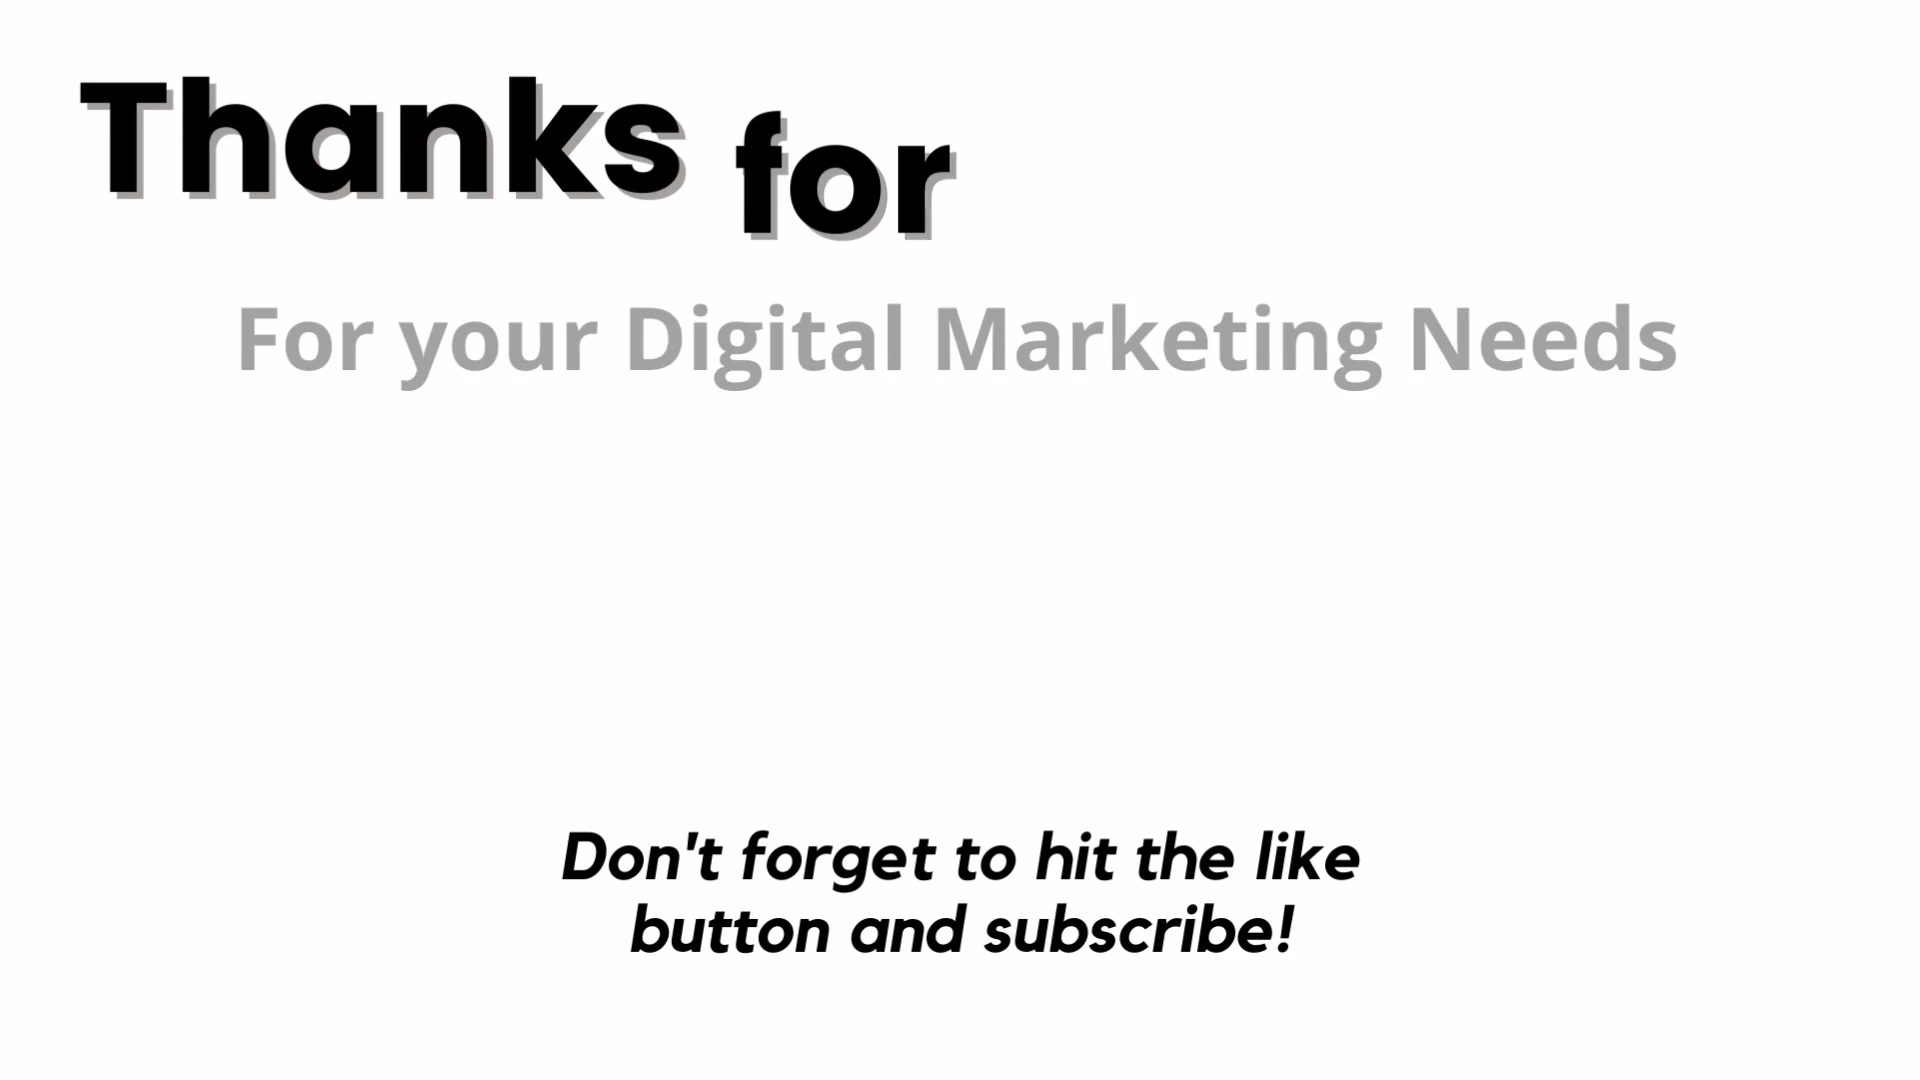 Thanks for
For your Digital Marketing Needs
Don't forget to hit the like
button and subscribe!